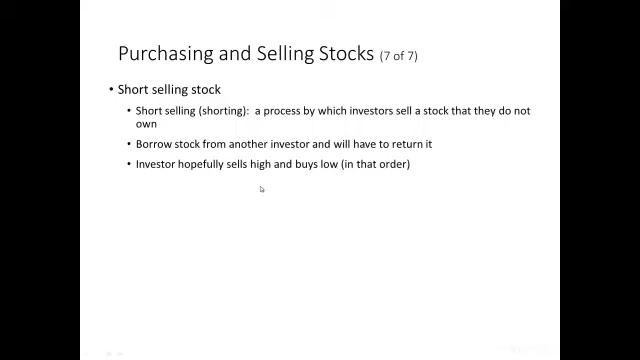 Purchasing and Selling Stocks (7 of 7)
• Short selling stock
• Short selling (shorting): a process by which investors sell a stock that they do not
own
• Borrow stock from another investor and will have to return it
• Investor hopefully sells high and buys low (in that order)